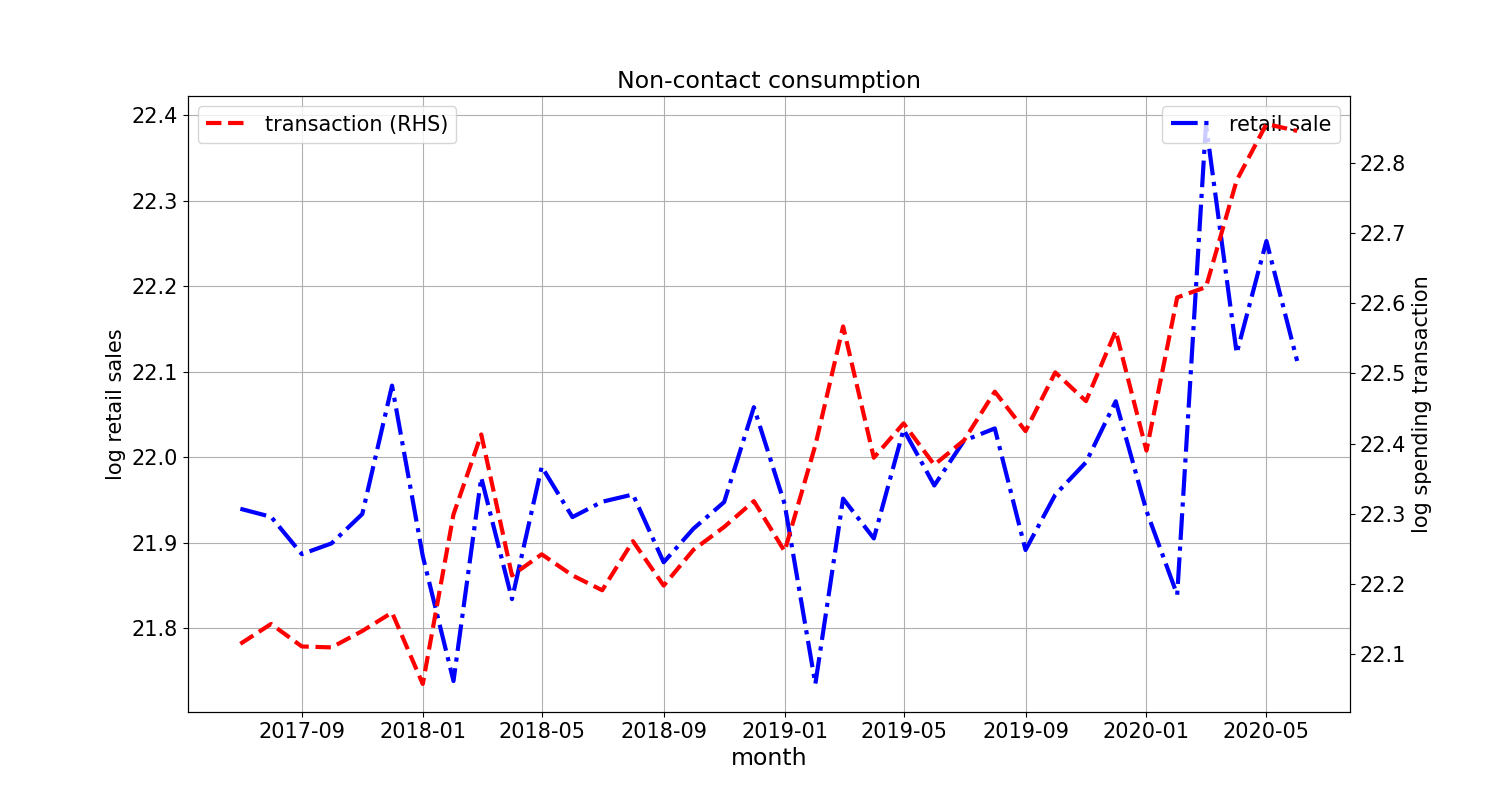 Non-contact consumption
transaction (RHS)
retail sale
22.4
22.3
22.2
22.1
22.0
21.9
21.8
log retail sales
22.8
22.7
22.6
22.5
22.4
22.3
22.2
22.1
log spending transaction
2017-09 2018-01 2018-05 2018-09 2019-01 2019-05 2019-09 2020-01 2020-05
month